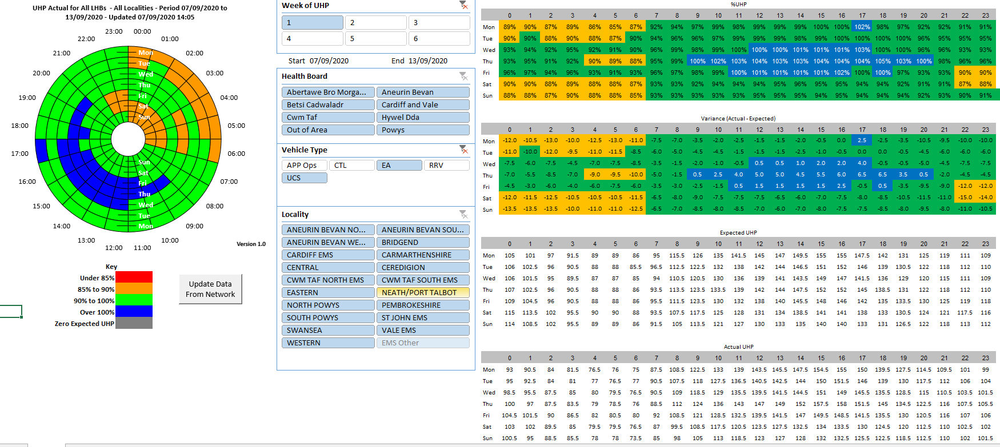 UHP Actual for All LHBs - All Localities - Period 07/09/2020 to
13/09/2020 - Updated 07/09/2020 14:05
23:00 00:00
22:00 01:00
21:00 02:00
20:00 03:00
19:00 04:00
18:00 05:00
17:00 06:00
16:00 07:00
15:00 08:00
14:00 09:00
13:00 10:00
12:00 11:00
Mon
Tue
Wed
Thu
Fri
Sat
Sun
Sun
Sat
Fri
Thu
Wed
Tue
Mon
Version 1.0
Key
Under 85%
85% to 90%
90% to 100%
Over 100%
Zero Expected UHP
Update Data
From Network
Week of UHP
1 2 3
4 5 6
Start 07/09/2020 End 13/09/2020
Health Board
Abertawe Bro Morga... Aneurin Bevan
Betsi Cadwaladr Cardiff and Vale
Cwm Taf Hywel Dda
Out of Area Powys
Vehicle Type
APP Ops CTL EA RRV
UCS
Locality
ANEURIN BEVAN NO... ANEURIN BEVAN SOU...
ANEURIN BEVAN WE... BRIDGEND
CARDIFF EMS CARMARTHENSHIRE
CENTRAL CEREDIGION
CWM TAF NORTH EMS CWM TAF SOUTH EMS
EASTERN NEATH/PORT TALBOT
NORTH POWYS PEMBROKESHIRE
SOUTH POWYS ST JOHN EMS
SWANSEA VALE EMS
WESTERN EMS Other
%UHP
0 1 2 3 4 5 6 7 8 9 10 11 12 13 14 15 16 17 18 19 20 21 22 23
Mon 89% 90% 87% 89% 86% 85% 87% 92% 94% 97% 99% 98% 99% 99% 99% 100% 100% 102% 98% 97% 92% 92% 91% 91%
Tue 90% 90% 88% 90% 88% 87% 90% 94% 96% 96% 97% 99% 99% 99% 98% 99% 100% 100% 100% 100% 96% 95% 95% 95%
Wed 93% 94% 92% 95% 92% 91% 90% 96% 98% 99% 99% 100% 100% 100% 101% 101% 101% 103% 100% 100% 96% 96% 93% 93%
Thu 93% 95% 91% 92% 90% 89% 88% 95% 99% 100% 102% 103% 104% 103% 103% 104% 104% 104% 105% 103% 100% 98% 96% 96%
Fri 96% 97% 94% 96% 93% 91% 93% 96% 97% 98% 99% 100% 101% 101% 101% 101% 102% 100% 100% 97% 93% 93% 90% 90%
Sat 90% 90% 88% 89% 88% 88% 87% 93% 93% 92% 94% 94% 94% 95% 96% 95% 95% 94% 94% 92% 91% 91% 87% 88%
Sun 88% 88% 87% 90% 88% 88% 85% 93% 93% 93% 93% 93% 95% 95% 95% 94% 95% 94% 94% 94% 92% 93% 90% 91%
Variance (Actual - Expected)
0 1 2 3 4 5 6 7 8 9 10 11 12 13 14 15 16 17 18 19 20 21 22 23
Mon -12.0 -10.5 -13.0 -10.0 -12.5 -13.0 -11.0 -7.5 -7.0 -3.5 -2.0 -2.5 -1.5 -1.5 -2.0 -0.5 0.0 2.5 -2.5 -3.5 -10.5 -9.5 -10.0 -10.0
Tue -11.0 -10.0 -12.0 -9.5 -11.0 -11.5 -8.5 -6.0 -5.0 -4.5 -4.5 -1.5 -1.5 -1.5 -2.5 -1.0 -0.5 0.0 0.0 -0.5 -4.5 -6.0 -6.0 -6.0
Wed -7.5 -6.0 -7.5 -4.5 -7.0 -7.5 -8.5 -3.5 -1.5 -2.0 -1.0 -0.5 0.5 0.5 1.0 2.0 2.0 4.0 -0.5 -0.5 -5.0 -4.5 -7.5 -7.5
Thu -7.0 -5.5 -8.5 -7.0 -9.0 -9.5 -10.0 -5.0 -1.5 0.5 2.5 4.0 5.0 5.0 4.5 5.5 6.0 6.5 6.5 3.5 0.5 -2.0 -4.5 -4.5
Fri -4.5 -3.0 -6.0 -4.0 -6.0 -7.5 -6.0 -3.5 -3.0 -2.5 -1.5 0.5 1.5 1.5 1.5 1.5 2.5 -0.5 0.5 -3.5 -9.5 -9.0 -12.0 -12.0
Sat -12.0 -11.5 -12.5 -10.5 -10.5 -10.5 -11.5 -6.5 -8.0 -9.0 -7.5 -7.5 -7.5 -6.5 -6.0 -7.0 -7.5 -8.0 -8.5 -10.5 -11.5 -11.0 -15.0 -14.0
Sun -13.5 -13.5 -13.5 -10.0 -11.0 -11.0 -12.5 -6.5 -7.0 -8.5 -8.0 -8.5 -7.0 -6.0 -7.0 -8.0 -7.5 -7.5 -8.5 -8.0 -9.5 -8.0 -11.0 -10.5
Expected UHP
0 1 2 3 4 5 6 7 8 9 10 11 12 13 14 15 16 17 18 19 20 21 22 23
Mon 105 101 97 91.5 89 89 86 95 115.5 126 135 141.5 145 147 149.5 155 155 147.5 142 131 125 119 111 109
Tue 106 102.5 96 90.5 88 88 85.5 96.5 112.5 122.5 132 138 142 144 146.5 151 152 146 139 130.5 122 118 112 110
Wed 106 101.5 95 89.5 87 87 85 94 110.5 120.5 130 136 139 141 143.5 149 147 141.5 136 129 120 115 111 109
Thu 107 102.5 96 90.5 88 88 86 93.5 113.5 123.5 133.5 139 142 144 147.5 152 152 145 138.5 131 122 118 112 110
Fri 109 104.5 96 90.5 88 88 86 95.5 111.5 123.5 130 132 138 140 145.5 148 146 142 135 133.5 130 125 119 118
Sat 115 113.5 102 95.5 90 90 88 93.5 107.5 117.5 125 128 131 134 138.5 141 141 138 133 130.5 124 121 117.5 116
Sun 114 108.5 102 95.5 89 89 86 91.5 105 113.5 121 127 130 133 135 140 140 133 131 126.5 122 118 113 112
Actual UHP
0 1 2 3 4 5 6 7 8 9 10 11 12 13 14 15 16 17 18 19 20 21 22 23
Mon 93 90.5 84 81.5 76.5 76 75 87.5 108.5 122.5 133 139 143.5 145.5 147.5 154.5 155 150 139.5 127.5 114.5 109.5 101 99
Tue 95 92.5 84 81 77 76.5 77 90.5 107.5 118 127.5 136.5 140.5 142.5 144 150 151.5 146 139 130 117.5 112 106 104
Wed 98.5 95.5 87.5 85 80 79.5 76.5 90.5 109 118.5 129 135.5 139.5 141.5 144.5 151 149 145.5 135.5 128.5 115 110.5 103.5 101.5
Thu 100 97 87.5 83.5 79 78.5 76 88.5 112 124 136 143 147 149 152 157.5 158 151.5 145 134.5 122.5 116 107.5 105.5
Fri 104.5 101.5 90 86.5 82 80.5 80 92 108.5 121 128.5 132.5 139.5 141.5 147 149.5 148.5 141.5 135.5 130 120.5 116 107 106
Sat 103 102 89.5 85 79.5 79.5 76.5 87 99.5 108.5 117.5 120.5 123.5 127.5 132.5 134 133.5 130 124.5 120 112.5 110 102.5 102
Sun 100.5 95 88.5 85.5 78 78 73.5 85 98 105 113 118.5 123 127 128 132 132.5 125.5 122.5 118.5 112.5 110 102 101.5